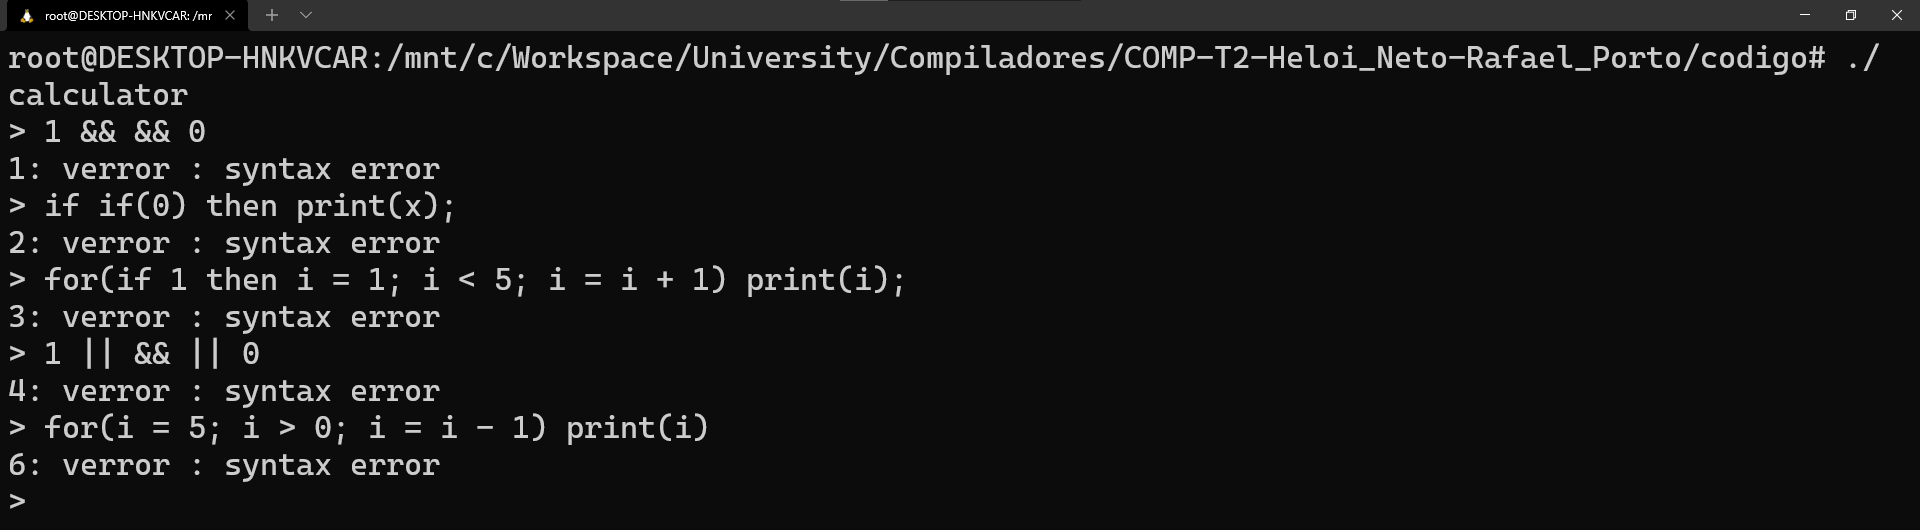 root@DESKTOP-HNKVCAR: /mr
root@DESKTOP-HNKVCAR:/mnt/c/Workspace/University/Compiladores/COMP-T2-Heloi_Neto-Rafael_Porto/codigo# ./
calculator
> 1 && && 0
1: verror : syntax error
> if if(0) then print(x);
2: verror : syntax error
> for(if 1 then i = 1; i < 5; i = i + 1) print(i);
3: verror : syntax error
> 1 || && || 0
4: verror : syntax error
> for(i = 5; i > 0; i = i - 1) print(i)
6: verror : syntax error
>